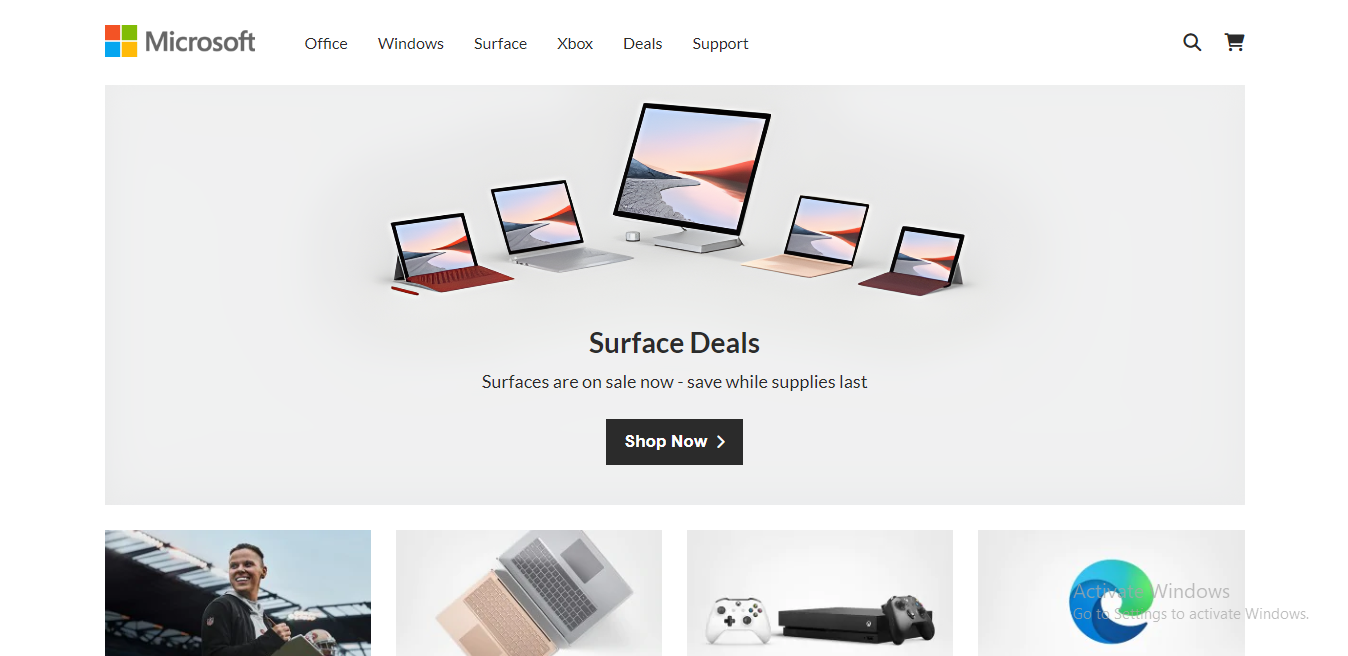 Microsoft
Office Windows Surface Xbox Deals Support
Surface Deals
Surfaces are on sale now - save while supplies last
Shop Now
Activate Windows
Go to Settings to activate Windows.